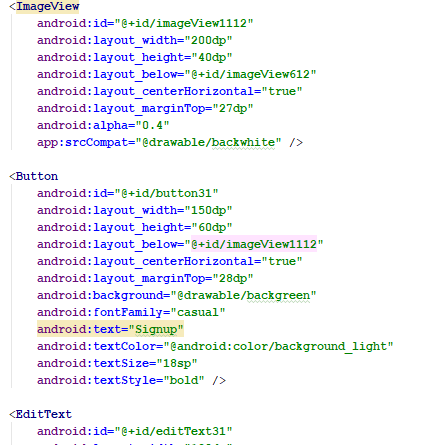 <ImageView
android:id="@+id/imageView1112"
android:layout_width="200dp"
android:layout_height="40dp"
android:layout_below="@+id/imageView612"
android:layout_centerHorizontal="true"
android:layout_marginTop="27dp"
android:alpha="0.4"
app:srcCompat="@drawable/backwhite" />
<Button
android:id="@+id/button31"
android:layout_width="150dp"
android:layout_height="60dp"
android:layout_below="@+id/imageView1112"
android:layout_centerHorizontal="true"
android:layout_marginTop="28dp"
android:background="@drawable/backgreen"
android:fontFamily="casual"
android:text="Signup"
android:textColor="@android:color/background_light"
android:textSize="18sp"
android:textStyle="bold" />
<EditText
android:id="@+id/editText31"